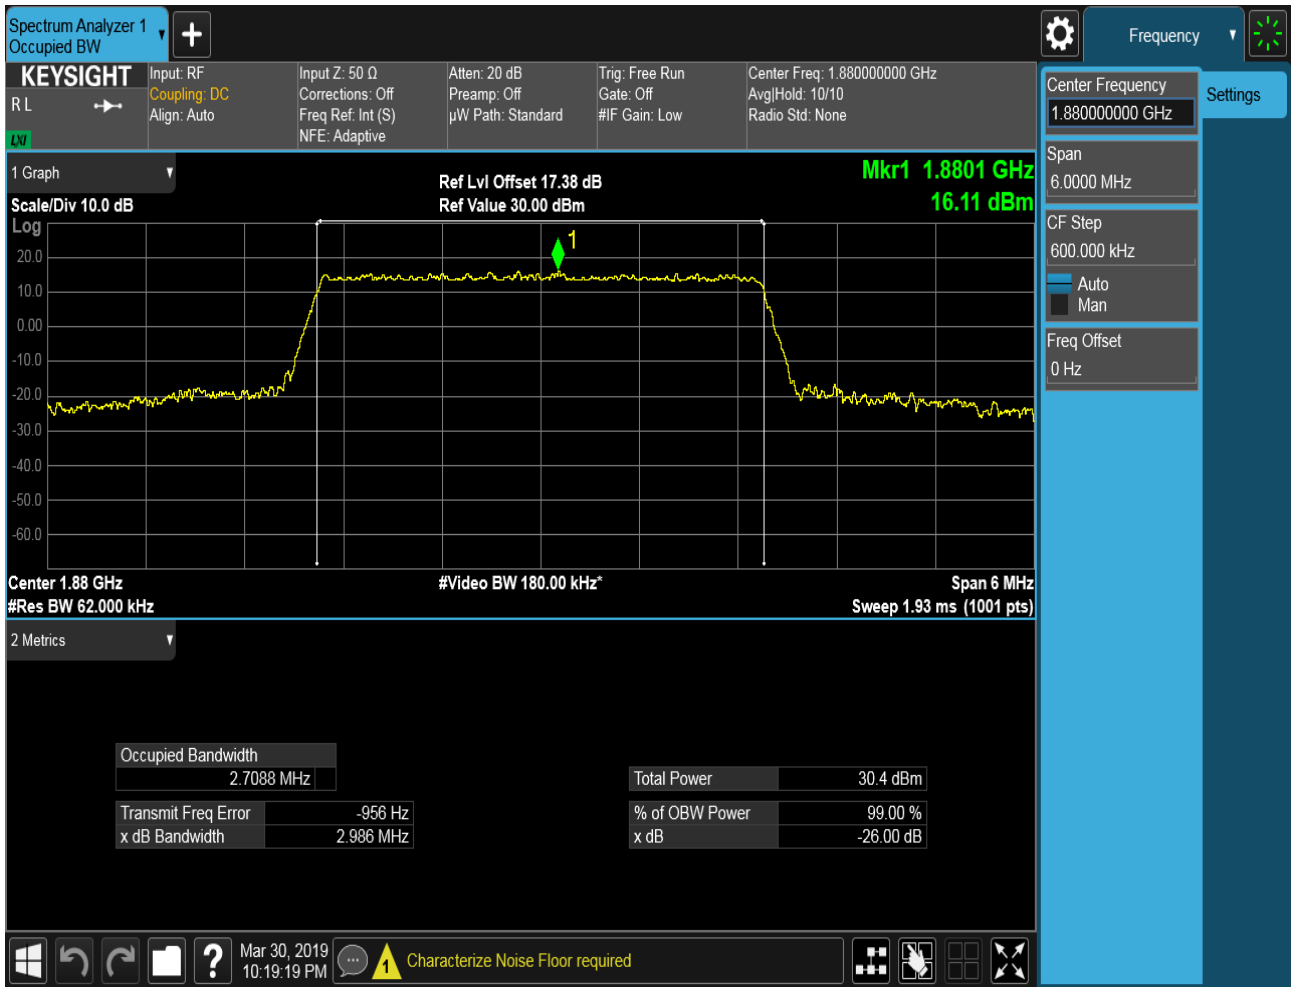 Spectrum Analyzer 1
Occupied BW
Frequency
KEYSIGHT
R L
LXI
Input: RF
Coupling: DC
Align: Auto
Input Z: 50 Ω
Corrections: Off
Freq Ref: Int (S)
NFE: Adaptive
Atten: 20 dB
Preamp: Off
µW Path: Standard
Trig: Free Run
Gate: Off
#IF Gain: Low
Center Freq: 1.880000000 GHz
Avg|Hold: 10/10
Radio Std: None
Center Frequency
1.880000000 GHz
Settings
Span
6.0000 MHz
CF Step
600.000 kHz
Auto
Man
Freq Offset
0 Hz
1 Graph
Scale/Div 10.0 dB
Ref Lvl Offset 17.38 dB
Ref Value 30.00 dBm
Mkr1 1.8801 GHz
16.11 dBm
Log
1
20.0
10.0
0.00
-10.0
-20.0
-30.0
-40.0
-50.0
-60.0
Center 1.88 GHz
#Video BW 180.00 kHz*
Span 6 MHz
#Res BW 62.000 kHz
Sweep 1.93 ms (1001 pts)
2 Metrics
Occupied Bandwidth
2.7088 MHz
Total Power 30.4 dBm
Transmit Freq Error -956 Hz
% of OBW Power 99.00 %
x dB Bandwidth 2.986 MHz
x dB -26.00 dB
?
Mar 30, 2019
10:19:19 PM
1
Characterize Noise Floor required